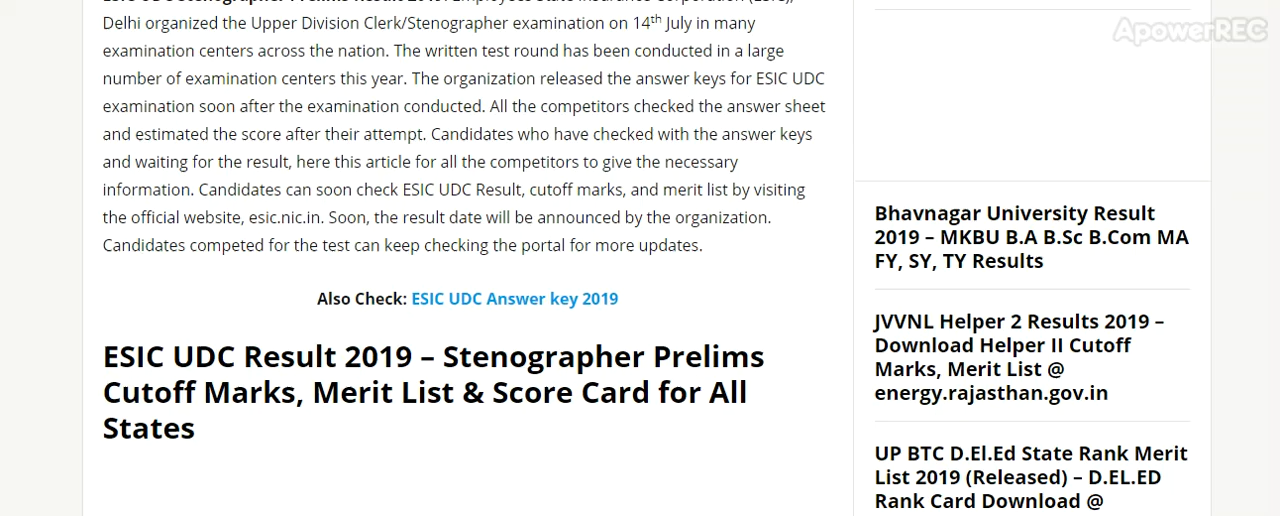 Delhi organized the Upper Division Clerk/Stenographer examination on 14th July in many
examination centers across the nation. The written test round has been conducted in a large
number of examination centers this year. The organization released the answer keys for ESIC UDC
examination soon after the examination conducted. All the competitors checked the answer sheet
and estimated the score after their attempt. Candidates who have checked with the answer keys
and waiting for the result, here this article for all the competitors to give the necessary
information. Candidates can soon check ESIC UDC Result, cutoff marks, and merit list by visiting
the official website, esic.nic.in. Soon, the result date will be announced by the organization.
Candidates competed for the test can keep checking the portal for more updates.
Also Check: ESIC UDC Answer key 2019
ESIC UDC Result 2019 – Stenographer Prelims
Cutoff Marks, Merit List & Score Card for All
States
ApowerREC
Bhavnagar University Result
2019 – MKBU B.A B.Sc B.Com MA
FY, SY, TY Results
JVVNL Helper 2 Results 2019 –
Download Helper II Cutoff
Marks, Merit List @
energy.rajasthan.gov.in
UP BTC D.El.Ed State Rank Merit
List 2019 (Released) – D.EL.ED
Rank Card Download @